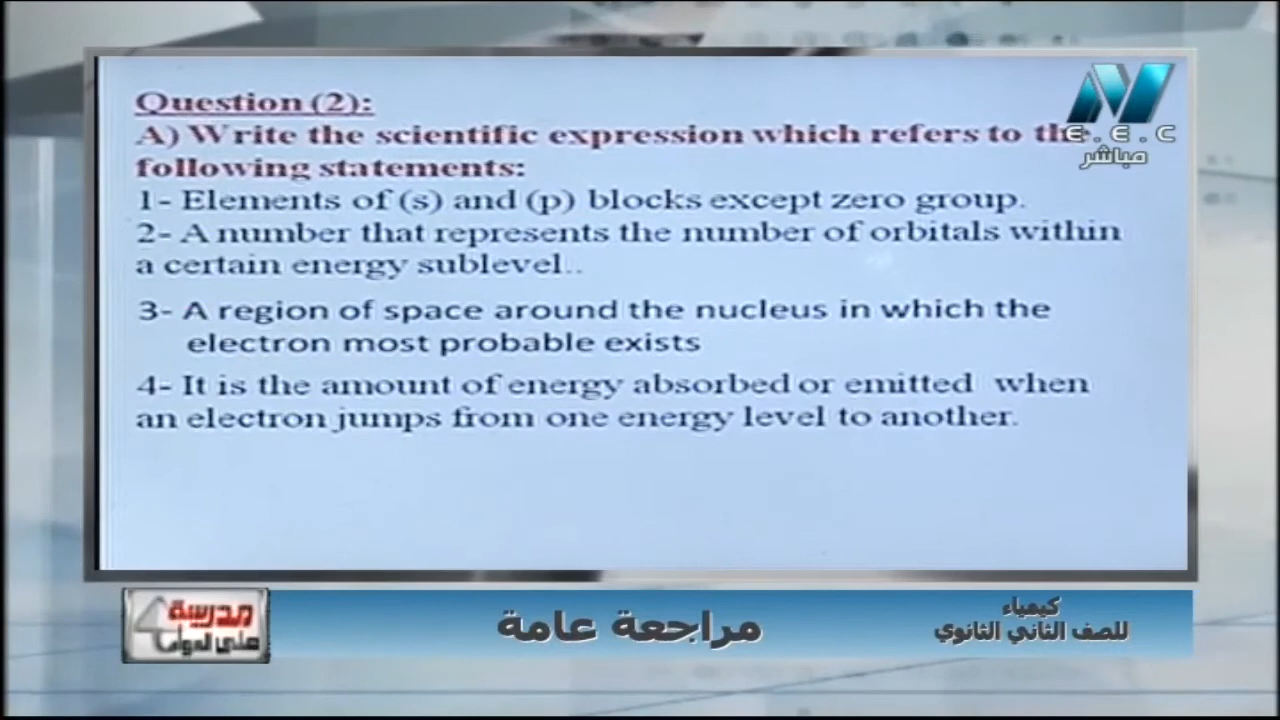 Question (2):
A) Write the scientific expression which refers to the
following statements:
1- Elements of (s) and (p) blocks except zero group.
2- A number that represents the number of orbitals within
a certain energy sublevel..
3- A region of space around the nucleus in which the
electron most probable exists
4- It is the amount of energy absorbed or emitted when
an electron jumps from one energy level to another.
E . E . C
مباشر
مدرسة
على الهواء
مراجعة عامة
كيمياء
للصف الثاني الثانوي